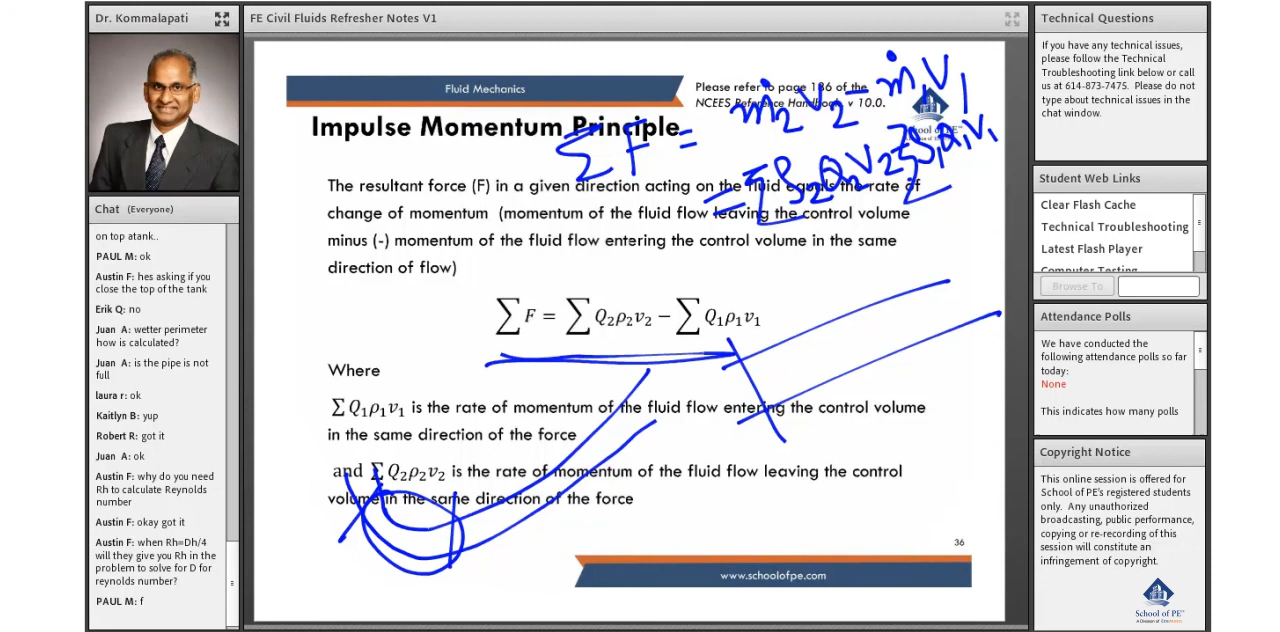 Dr. Kommalapati
FE Civil Fluids Refresher Notes V1
Technical Questions
If you have any technical issues,
please follow the Technical
Troubleshooting link below or call
us at 614-873-7475. Please do not
type about technical issues in the
chat window.
Student Web Links
Clear Flash Cache
Technical Troubleshooting
Latest Flash Player
Computer Testing
Browse To
Attendance Polls
We have conducted the
following attendance polls so far
today:
None
This indicates how many polls
Copyright Notice
This online session is offered for
School of PE's registered students
only. Any unauthorized
broadcasting, public performance,
copying or re-recording of this
session will constitute an
infringement of copyright.
School of PE™
A Division of
Chat (Everyone)
on top atank..
PAUL M: ok
Austin F: hes asking if you
close the top of the tank
Erik Q: no
Juan A: wetter perimeter
how is calculated?
Juan A: is the pipe is not
full
laura r: ok
Kaitlyn B: yup
Robert R: got it
Juan A: ok
Austin F: why do you need
Rh to calculate Reynolds
number
Austin F: okay got it
Austin F: when Rh=Dh/4
will they give you Rh in the
problem to solve for D for
reynolds number?
PAUL M: f
Fluid Mechanics
Please refer to page 186 of the
NCEES Reference Handbook, v 10.0.
School of PE™
Impulse Momentum Principle
∑ F = ṁ₂V₂ − ṁ₁V₁
= ∑ρ₂Q₂V₂ − ∑ρ₁Q₁V₁
The resultant force (F) in a given direction acting on the fluid equals the rate of
change of momentum (momentum of the fluid flow leaving the control volume
minus (-) momentum of the fluid flow entering the control volume in the same
direction of flow)
∑ F = ∑ Q₂ρ₂v₂ − ∑ Q₁ρ₁v₁
Where
∑ Q₁ρ₁v₁ is the rate of momentum of the fluid flow entering the control volume
in the same direction of the force
and ∑ Q₂ρ₂v₂ is the rate of momentum of the fluid flow leaving the control
volume in the same direction of the force
36
www.schoolofpe.com